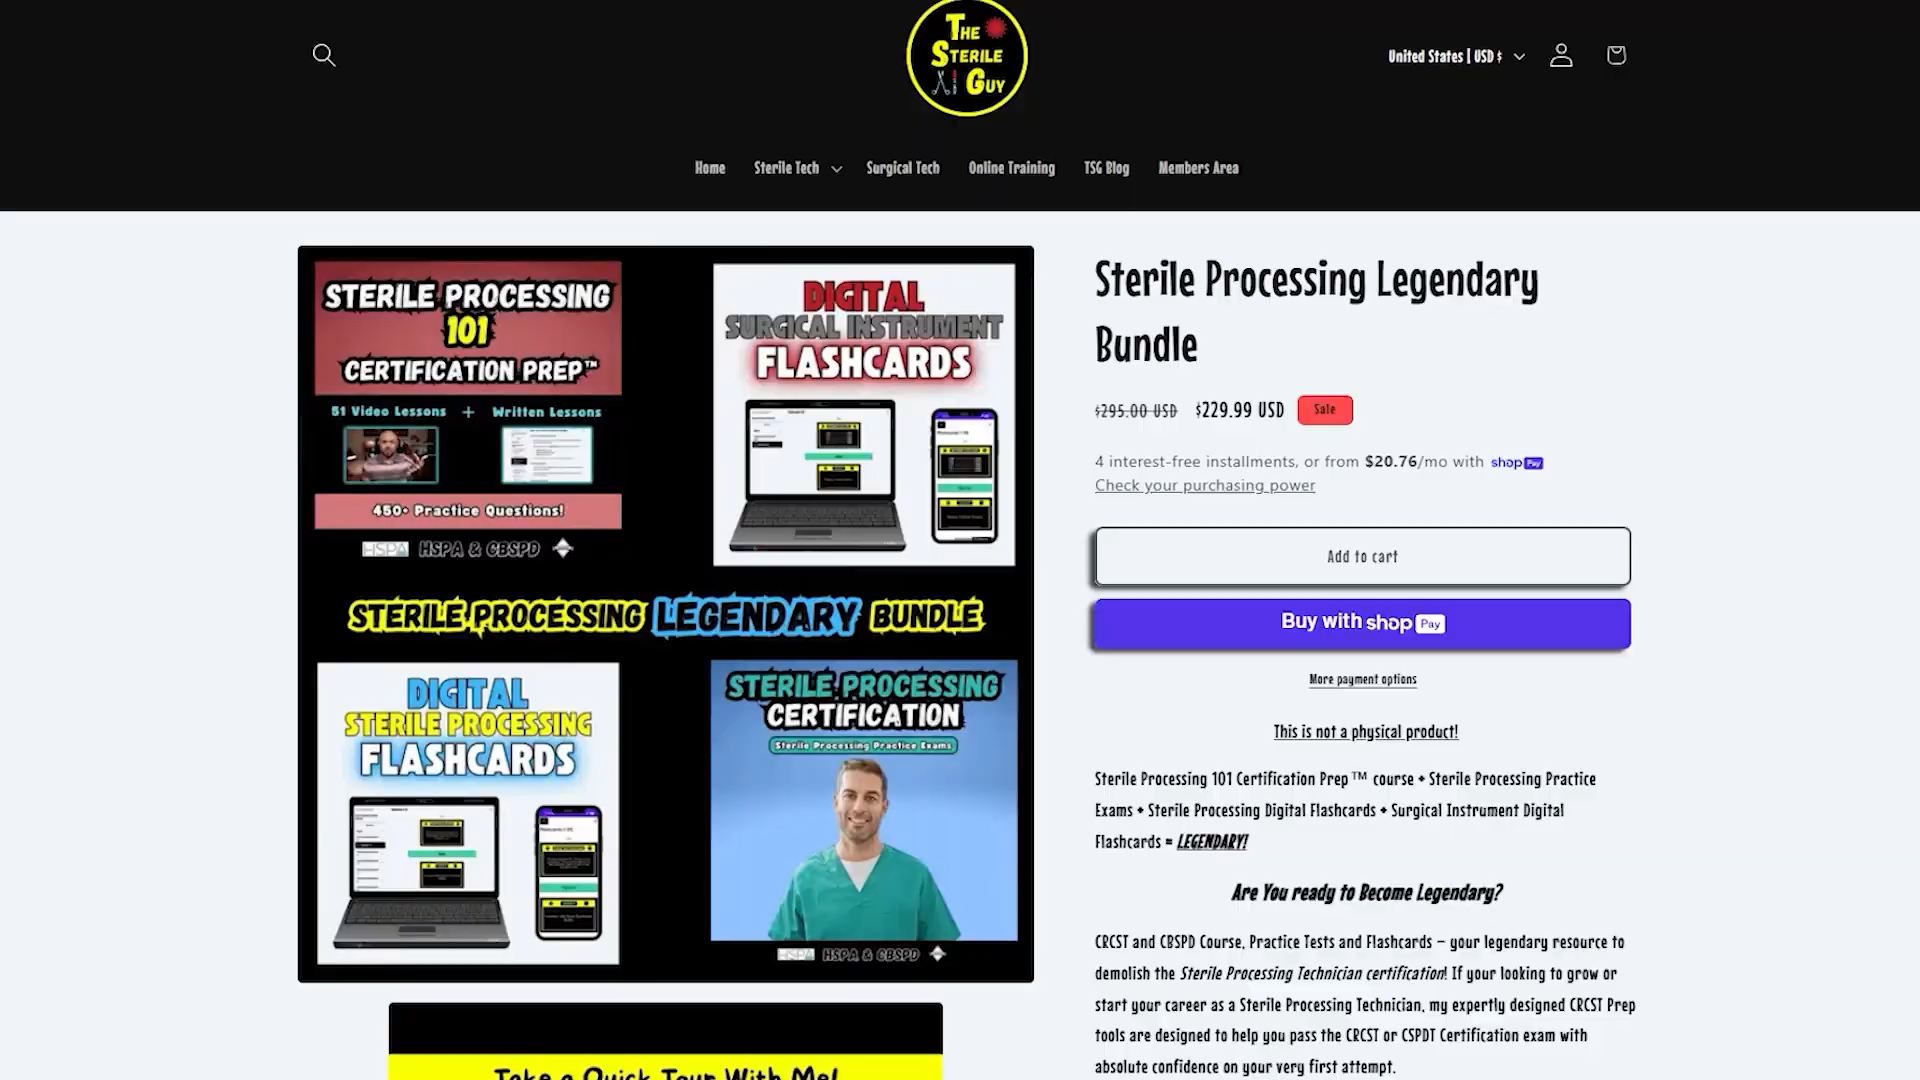 THE
STERILE
GUY
United States | USD $
Home
Sterile Tech
Surgical Tech
Online Training
TSG Blog
Members Area
STERILE PROCESSING
101
CERTIFICATION PREP™
51 Video Lessons + Written Lessons
450+ Practice Questions!
HSPA HSPA & CBSPD
DIGITAL
SURGICAL INSTRUMENT
FLASHCARDS
STERILE PROCESSING LEGENDARY BUNDLE
DIGITAL
STERILE PROCESSING
FLASHCARDS
STERILE PROCESSING
CERTIFICATION
Sterile Processing Practice Exams
HSPA HSPA & CBSPD
Take a Quick Tour With Me!
Sterile Processing Legendary
Bundle
$295.00 USD $229.99 USD Sale
4 interest-free installments, or from $20.76/mo with shop Pay
Check your purchasing power
Add to cart
Buy with shop Pay
More payment options
This is not a physical product!
Sterile Processing 101 Certification Prep™ course + Sterile Processing Practice
Exams + Sterile Processing Digital Flashcards + Surgical Instrument Digital
Flashcards = LEGENDARY!
Are You ready to Become Legendary?
CRCST and CBSPD Course, Practice Tests and Flashcards – your legendary resource to
demolish the Sterile Processing Technician certification! If your looking to grow or
start your career as a Sterile Processing Technician, my expertly designed CRCST Prep
tools are designed to help you pass the CRCST or CSPDT Certification exam with
absolute confidence on your very first attempt.